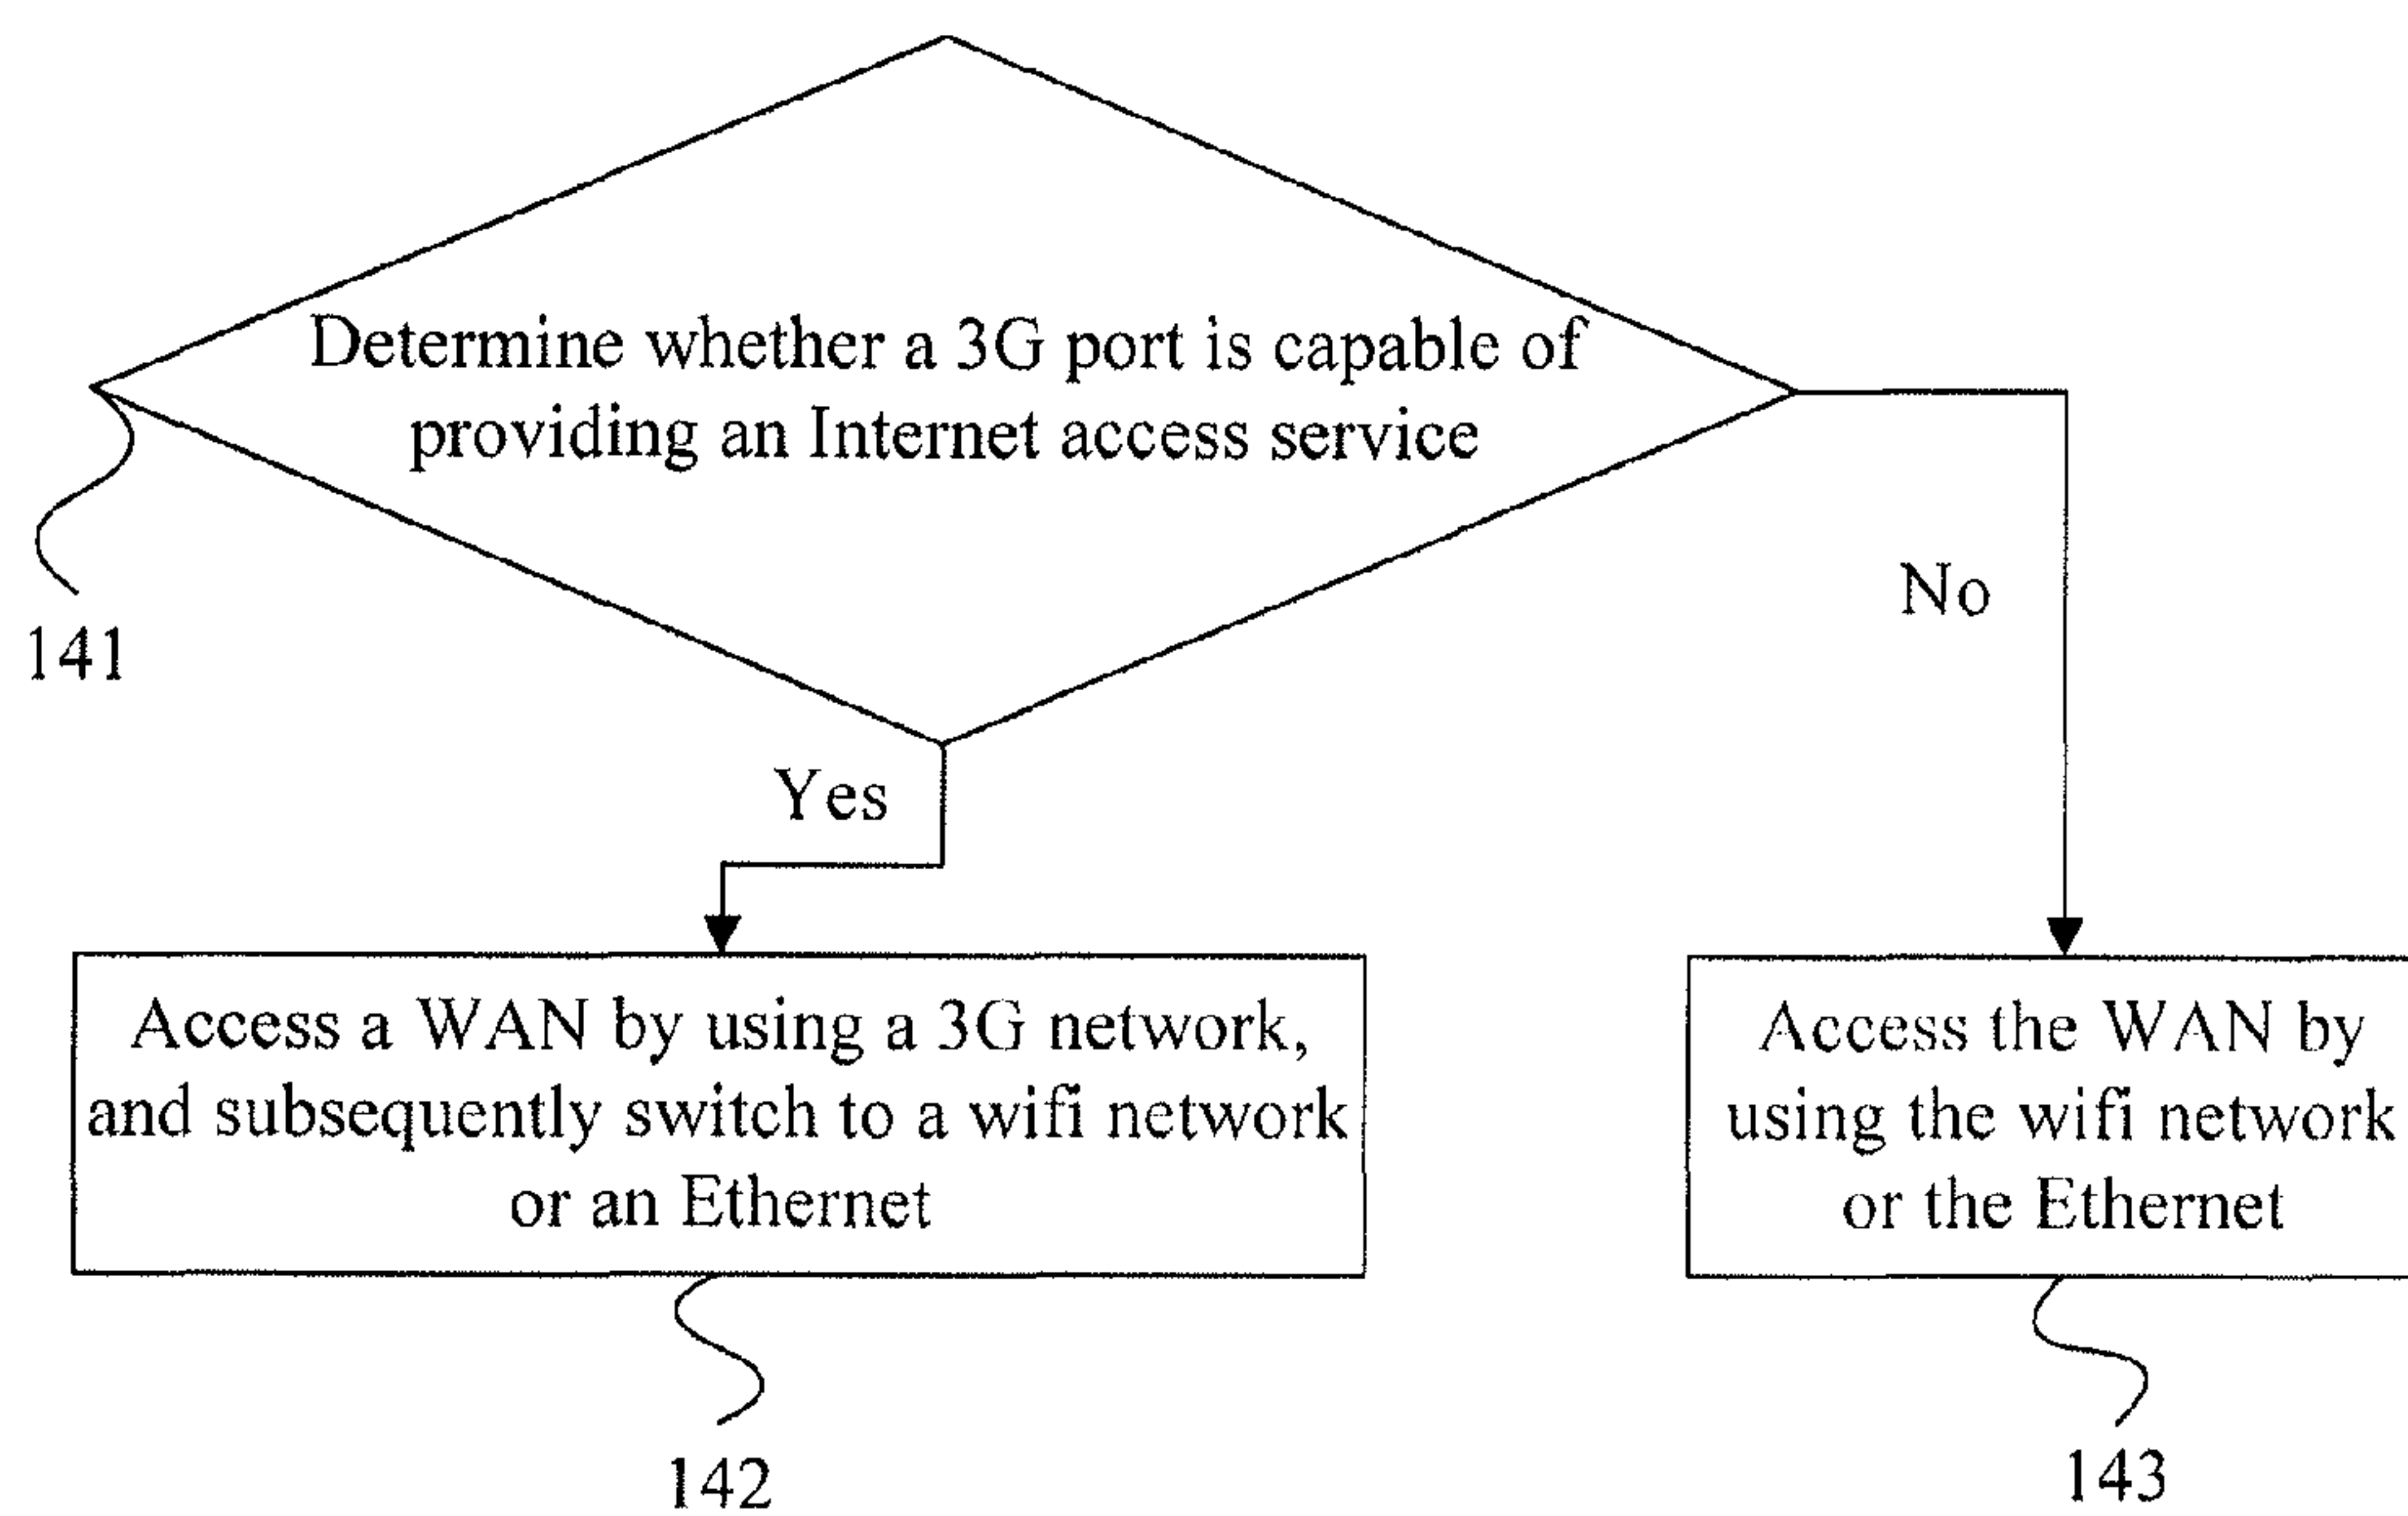 Determine whether a 3G port is capable of
providing an Internet access service
No
141
Yes
Access a WAN by using a 3G network,
and subsequently switch to a wifi network
or an Ethernet
Access the WAN by
using the wifi network
or the Ethernet
142
143